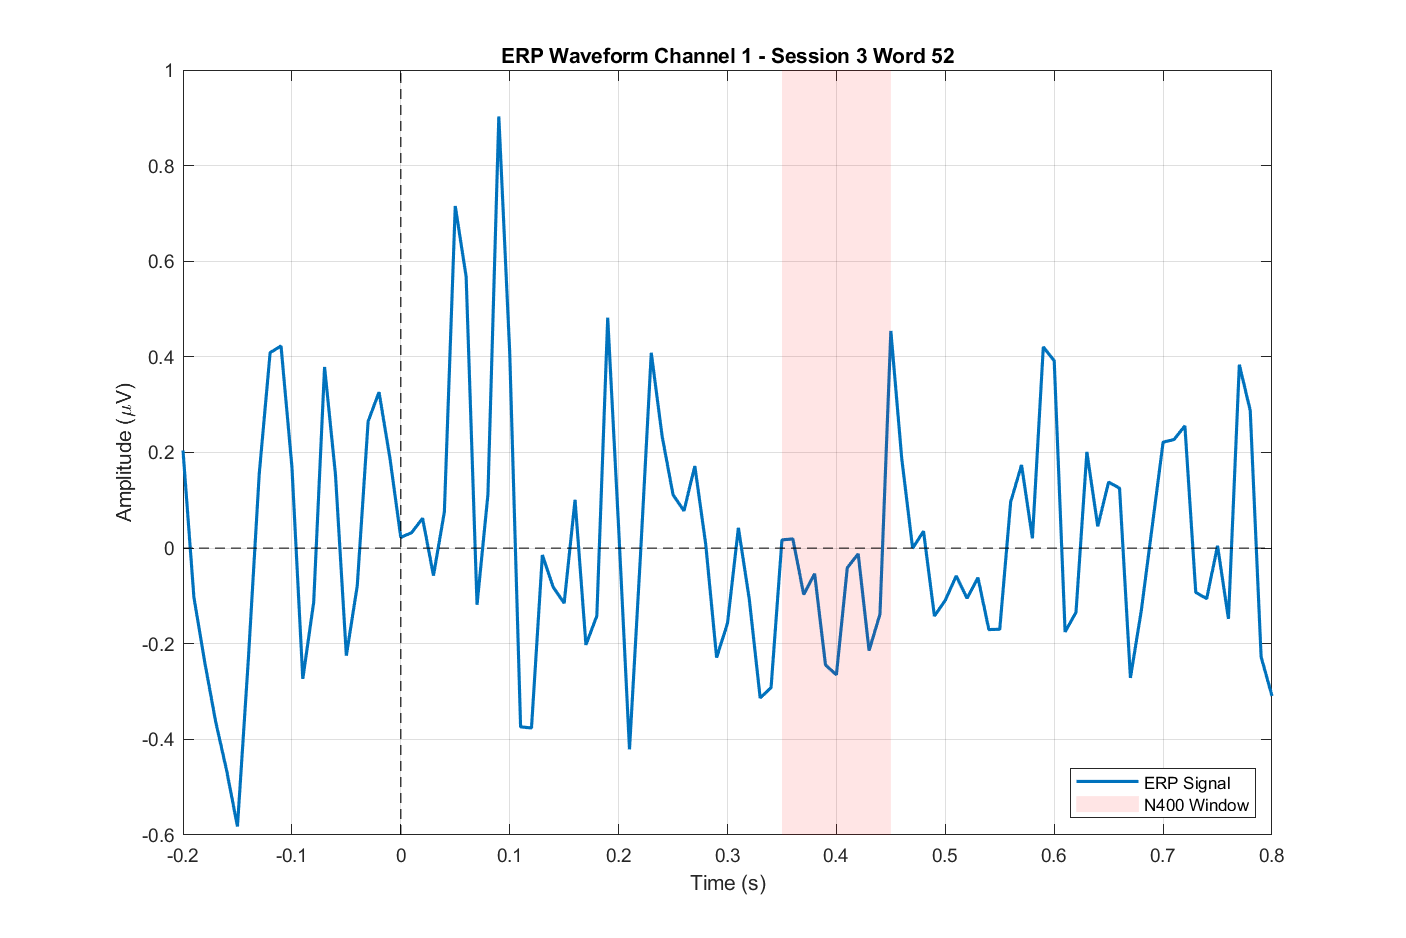 ERP Waveform Channel 1 - Session 3 Word 52
1
0.8
0.6
0.4
0.2
0
-0.2
-0.4
-0.6
Amplitude (μV)
-0.2 -0.1 0 0.1 0.2 0.3 0.4 0.5 0.6 0.7 0.8
Time (s)
ERP Signal
N400 Window